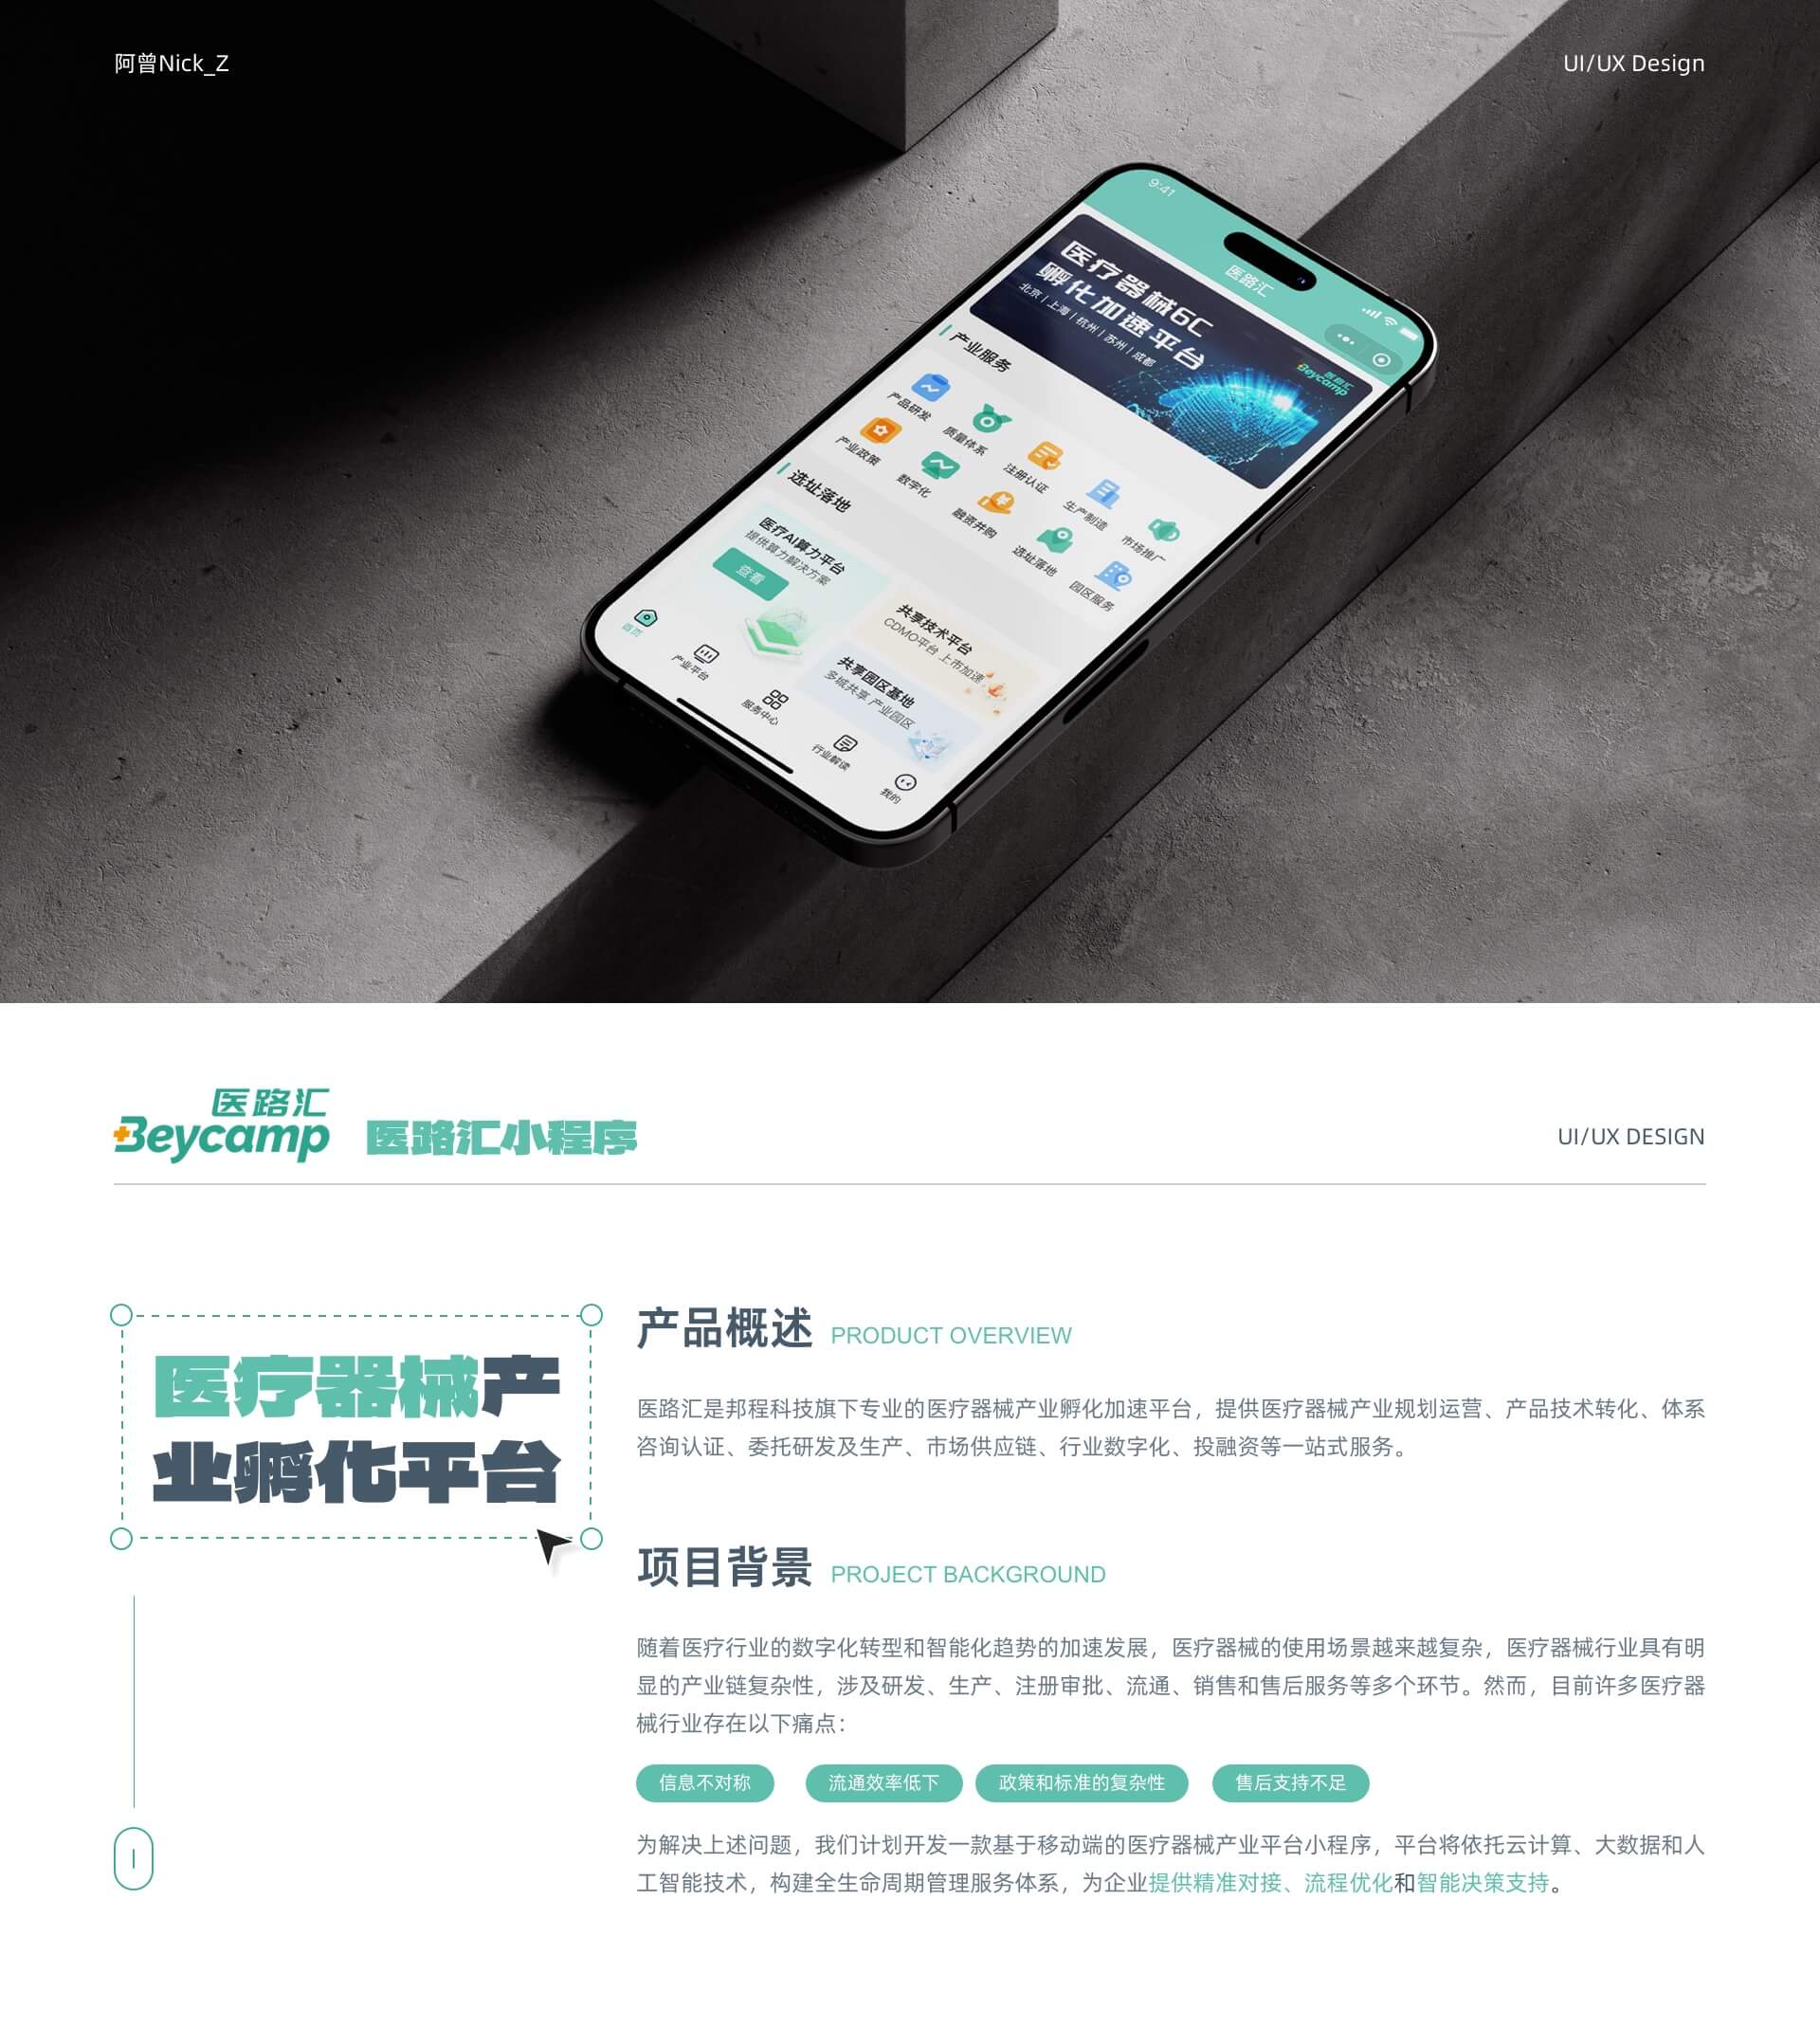 阿曾Nick_Z
UI/UX Design
9:41
医路汇
医疗器械6C
孵化加速平台
北京 | 上海 | 杭州 | 苏州 | 成都
医路汇
Beycamp
产业服务
产品研发
质量体系
注册认证
生产制造
市场推广
产业政策
数字化
融资并购
选址落地
园区服务
选址落地
医疗AI算力平台
提供算力解决方案
查看
共享技术平台
CDMO平台 上市加速
共享园区基地
多城共享 产业园区
首页
产业平台
服务中心
行业解读
我的
医路汇
Beycamp
医路汇小程序
UI/UX DESIGN
医疗器械产
业孵化平台
产品概述 PRODUCT OVERVIEW
医路汇是邦程科技旗下专业的医疗器械产业孵化加速平台，提供医疗器械产业规划运营、产品技术转化、体系
咨询认证、委托研发及生产、市场供应链、行业数字化、投融资等一站式服务。
项目背景 PROJECT BACKGROUND
随着医疗行业的数字化转型和智能化趋势的加速发展，医疗器械的使用场景越来越复杂，医疗器械行业具有明
显的产业链复杂性，涉及研发、生产、注册审批、流通、销售和售后服务等多个环节。然而，目前许多医疗器
械行业存在以下痛点：
信息不对称 流通效率低下 政策和标准的复杂性 售后支持不足
为解决上述问题，我们计划开发一款基于移动端的医疗器械产业平台小程序，平台将依托云计算、大数据和人
工智能技术，构建全生命周期管理服务体系，为企业提供精准对接、流程优化和智能决策支持。